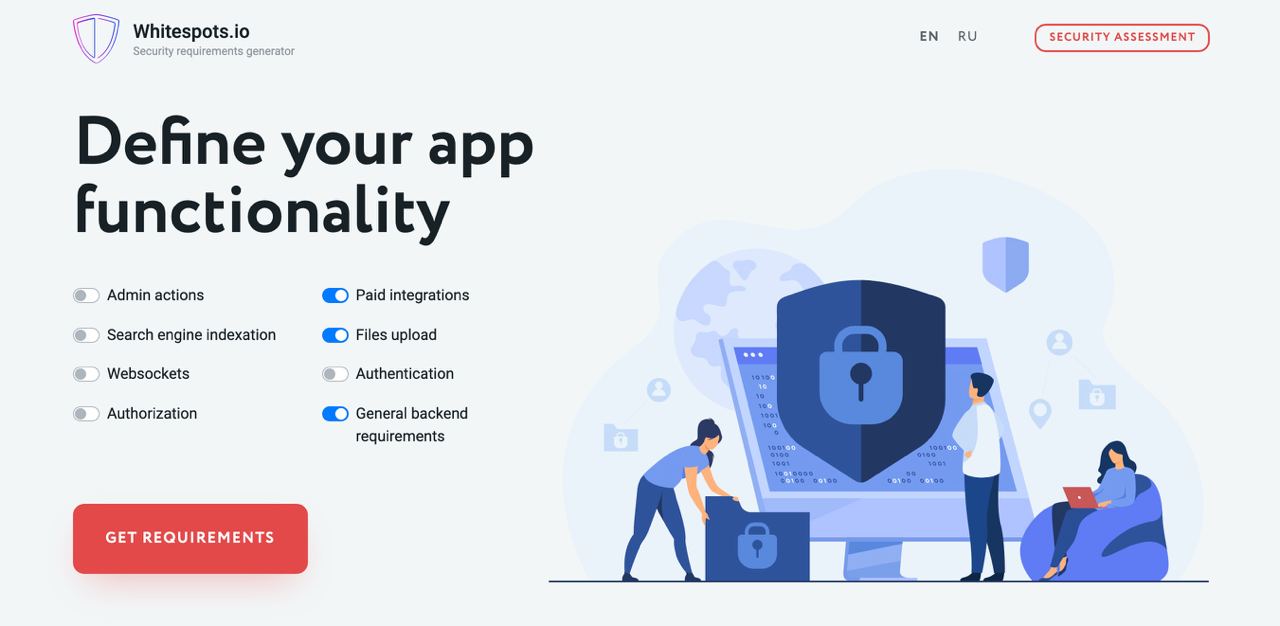 Whitespots.io
Security requirements generator
EN RU
SECURITY ASSESSMENT
Define your app
functionality
Admin actions
Paid integrations
Search engine indexation
Files upload
Websockets
Authentication
Authorization
General backend
requirements
GET REQUIREMENTS